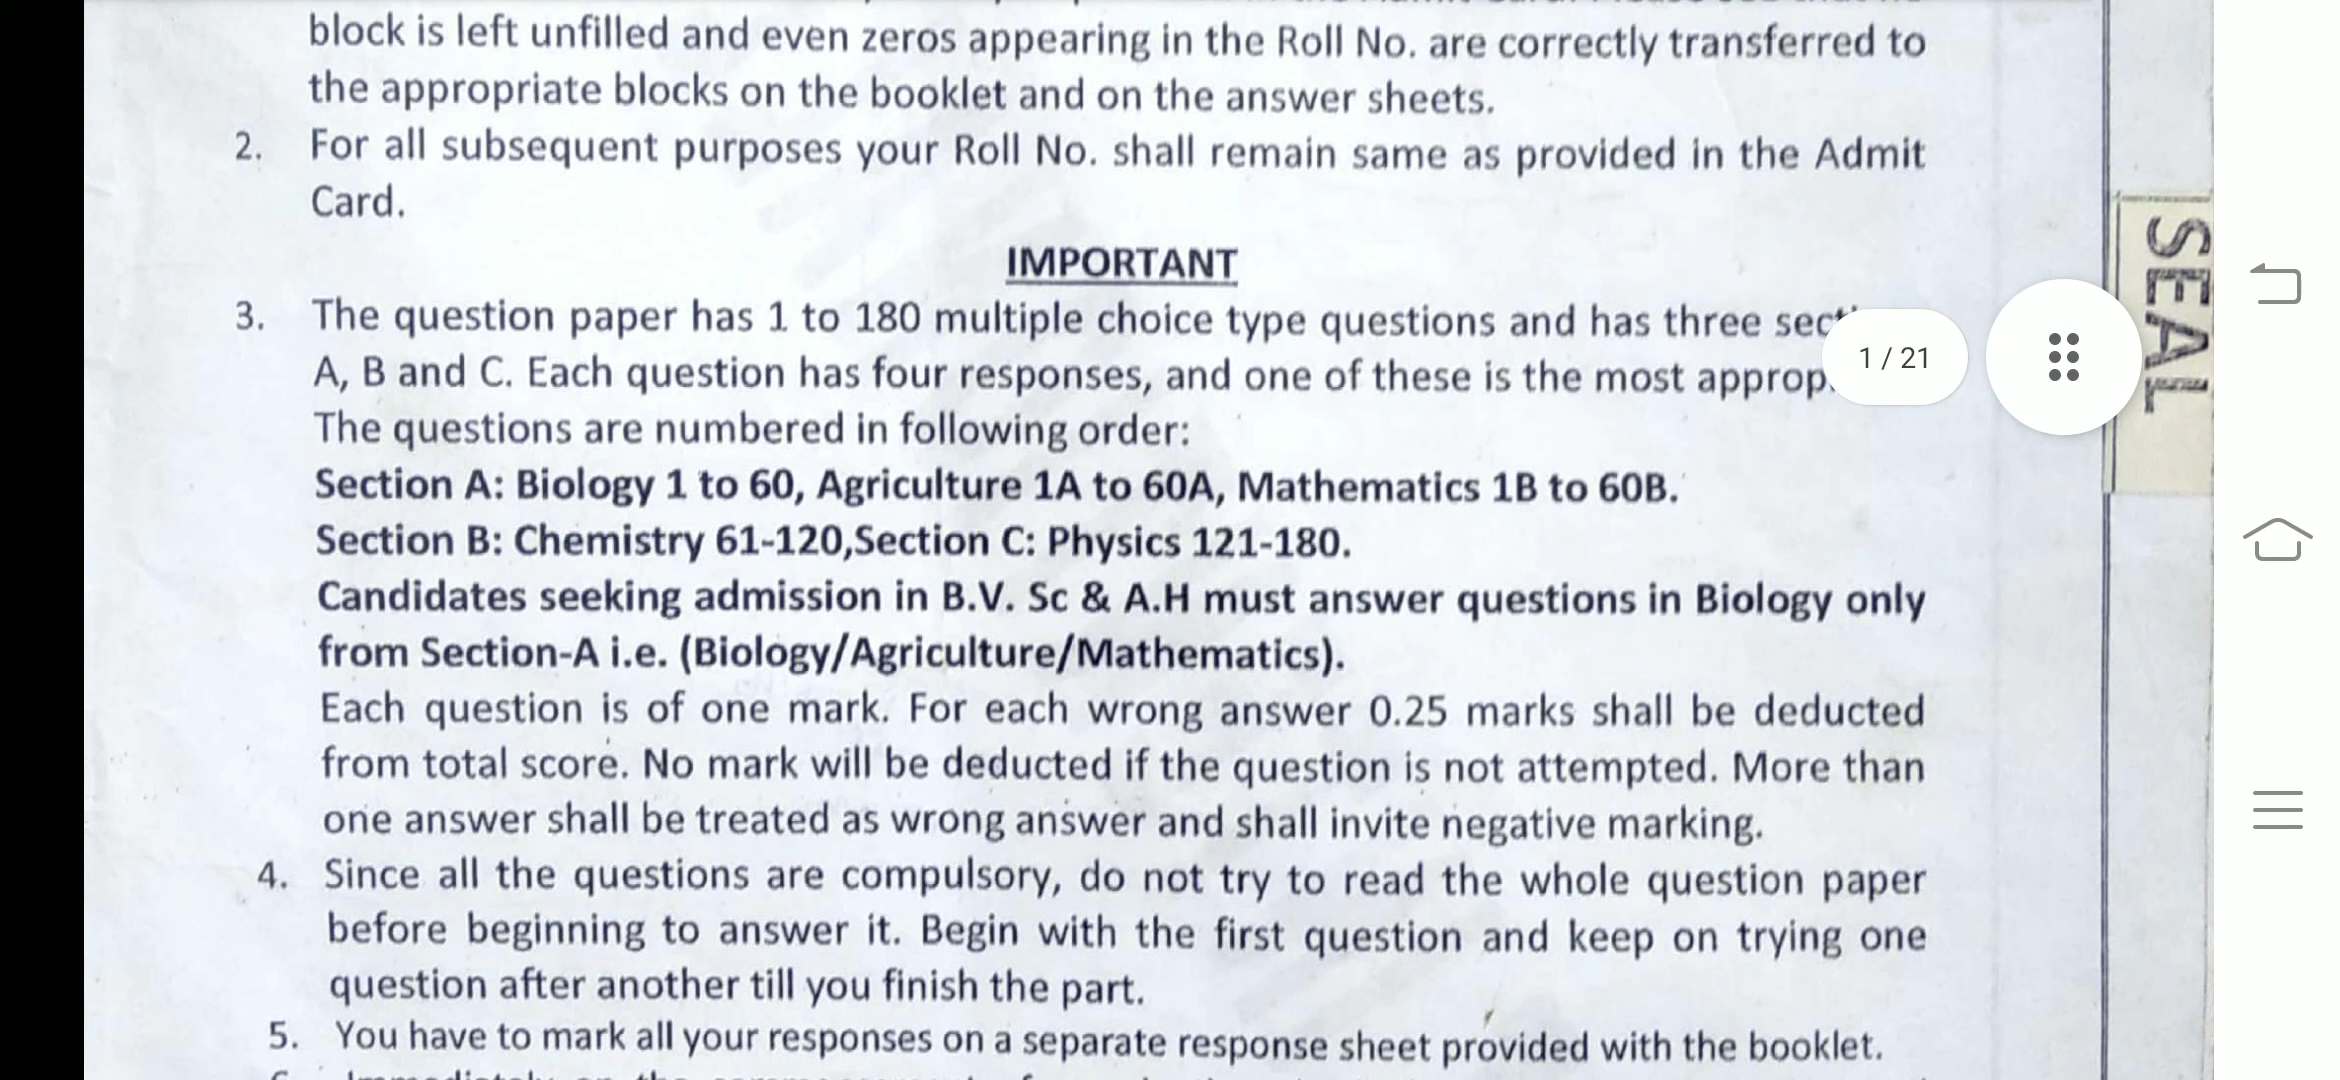 block is left unfilled and even zeros appearing in the Roll No. are correctly transferred to
the appropriate blocks on the booklet and on the answer sheets.
2. For all subsequent purposes your Roll No. shall remain same as provided in the Admit
Card.
IMPORTANT
3. The question paper has 1 to 180 multiple choice type questions and has three
A, B and C. Each question has four responses, and one of these is the most
The questions are numbered in following order:
Section A: Biology 1 to 60, Agriculture 1A to 60A, Mathematics 1B to 60B.
Section B: Chemistry 61-120,Section C: Physics 121-180.
Candidates seeking admission in B.V. Sc & A.H must answer questions in Biology only
from Section-A i.e. (Biology/Agriculture/Mathematics).
Each question is of one mark. For each wrong answer 0.25 marks shall be deducted
from total score. No mark will be deducted if the question is not attempted. More than
one answer shall be treated as wrong answer and shall invite negative marking.
4. Since all the questions are compulsory, do not try to read the whole question paper
before beginning to answer it. Begin with the first question and keep on trying one
question after another till you finish the part.
5. You have to mark all your responses on a separate response sheet provided with the booklet.
1 / 21
SEAL